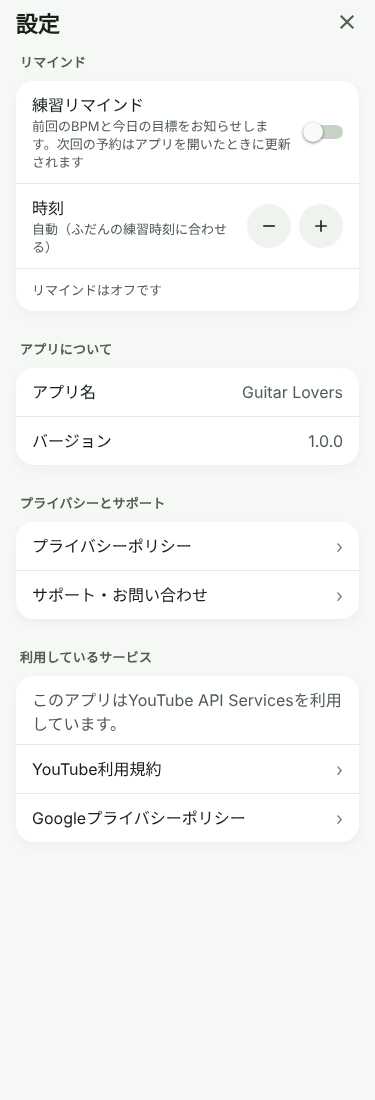 設定
リマインド
練習リマインド
前回のBPMと今日の目標をお知らせしま
す。次回の予約はアプリを開いたときに更新
されます
時刻
自動（ふだんの練習時刻に合わせ
る）
リマインドはオフです
アプリについて
アプリ名 Guitar Lovers
バージョン 1.0.0
プライバシーとサポート
プライバシーポリシー
サポート・お問い合わせ
利用しているサービス
このアプリはYouTube API Servicesを利用
しています。
YouTube利用規約
Googleプライバシーポリシー